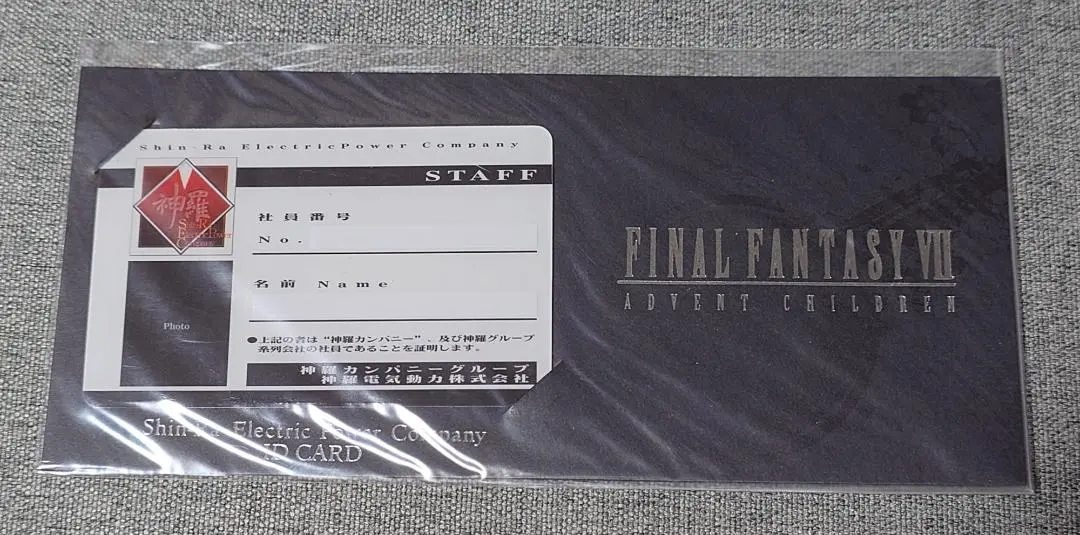 Shin-Ra ElectricPower Company
STAFF
神羅
社員番号
No.
名前 Name
Photo
●上記の者は“神羅カンパニー”、及び神羅グループ
系列会社の社員であることを証明します。
神羅カンパニーグループ
神羅電気動力株式会社
Shin-Ra Electric Power Company
ID CARD
FINAL FANTASY VII
ADVENT CHILDREN